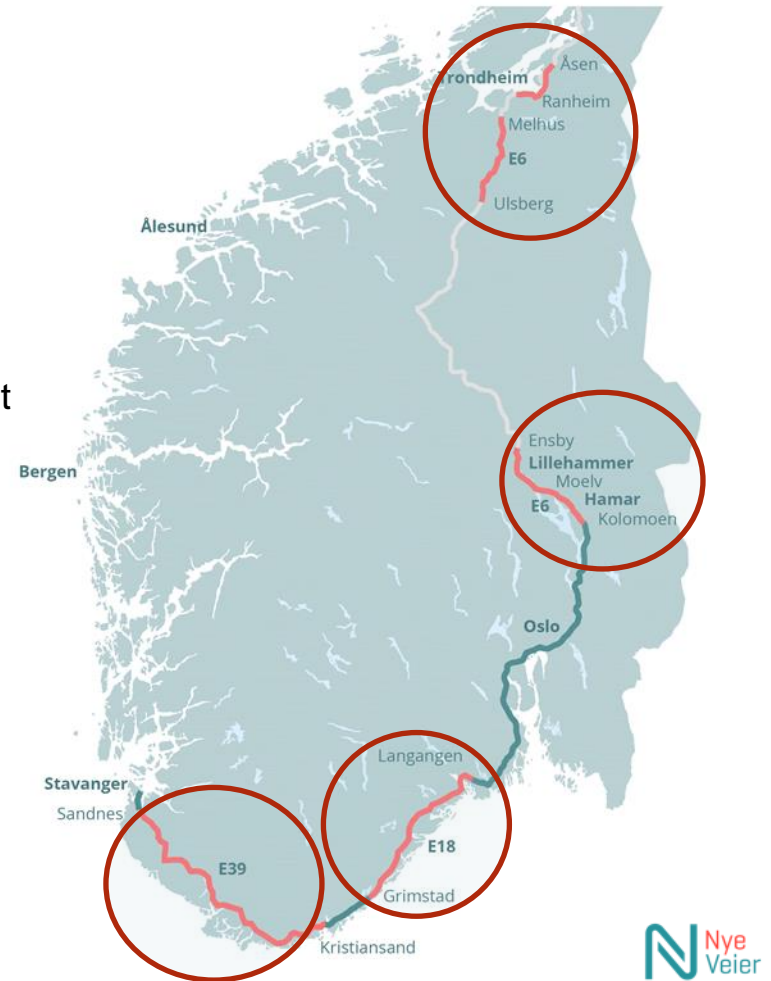 Trondheim
Åsen
Ranheim
Melhus
E6
Ulsberg
Ålesund
t
Bergen
Ensby
Lillehammer
Moelv
Hamar
E6
Kolomoen
Oslo
Langangen
Stavanger
Sandnes
E18
E39
Grimstad
Kristiansand
Nye
Veier